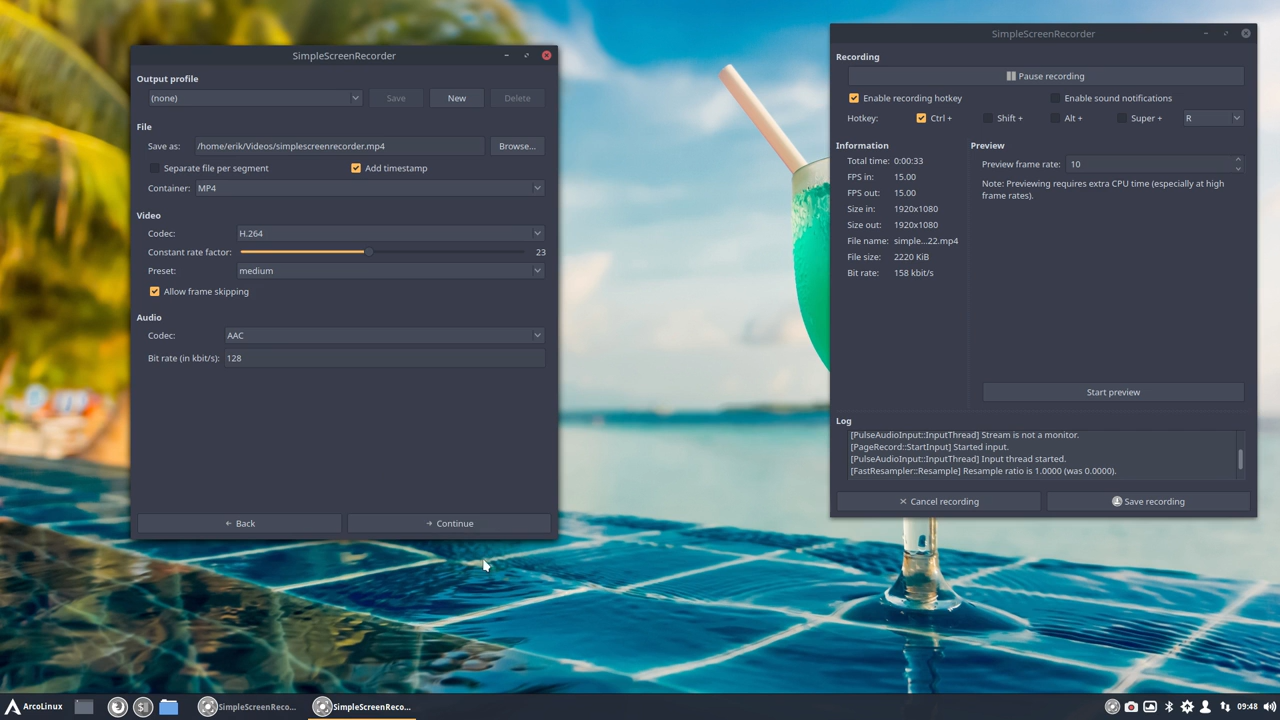 SimpleScreenRecorder
Output profile
(none)
Save
New
Delete
File
Save as: /home/erik/Videos/simplescreenrecorder.mp4 Browse...
Separate file per segment
Add timestamp
Container: MP4
Video
Codec: H.264
Constant rate factor: 23
Preset: medium
Allow frame skipping
Audio
Codec: AAC
Bit rate (in kbit/s): 128
Back
Continue
SimpleScreenRecorder
Recording
Pause recording
Enable recording hotkey
Enable sound notifications
Hotkey: Ctrl + Shift + Alt + Super + R
Information
Total time: 0:00:33
FPS in: 15.00
FPS out: 15.00
Size in: 1920x1080
Size out: 1920x1080
File name: simple...22.mp4
File size: 2220 KiB
Bit rate: 158 kbit/s
Preview
Preview frame rate: 10
Note: Previewing requires extra CPU time (especially at high
frame rates).
Start preview
Log
[PulseAudioInput::InputThread] Stream is not a monitor.
[PageRecord::StartInput] Started input.
[PulseAudioInput::InputThread] Input thread started.
[FastResampler::Resample] Resample ratio is 1.0000 (was 0.0000).
Cancel recording
Save recording
ArcoLinux
SimpleScreenReco...
SimpleScreenReco...
09:48